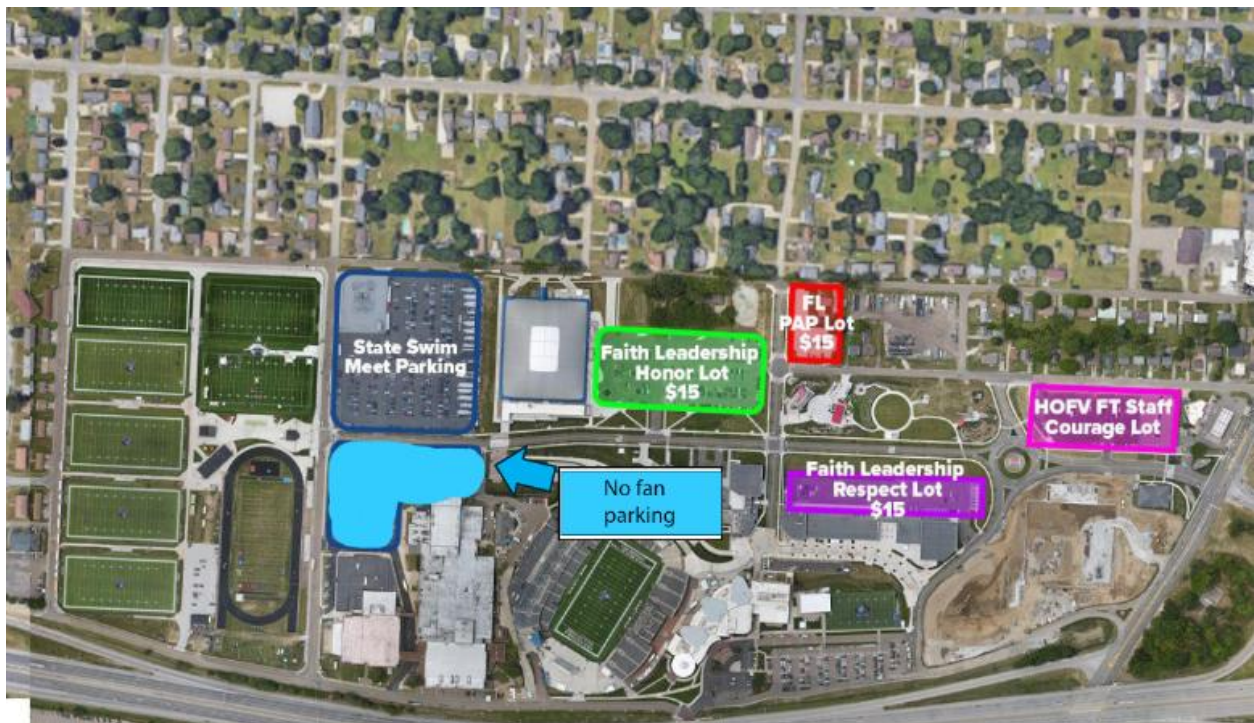 FL
PAP Lot
$15
State Swim
Meet Parking
Faith Leadership
Honor Lot
$15
HOFV FT Staff
Courage Lot
Faith Leadership
Respect Lot
$15
No fan
parking